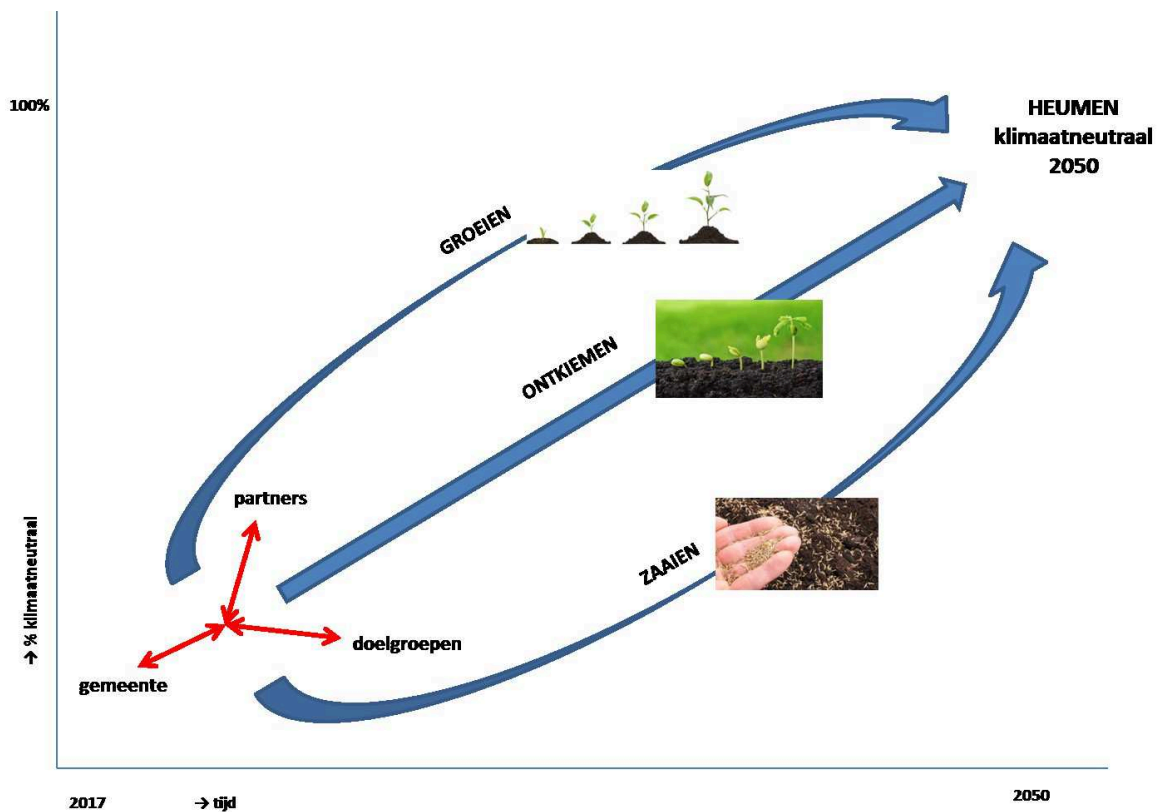 100%
HEUMEN
klimaatneutraal
2050
GROEIEN
ONTKIEMEN
partners
ZAAIEN
→ % klimaatneutraal
doelgroepen
gemeente
2017
→ tijd
2050